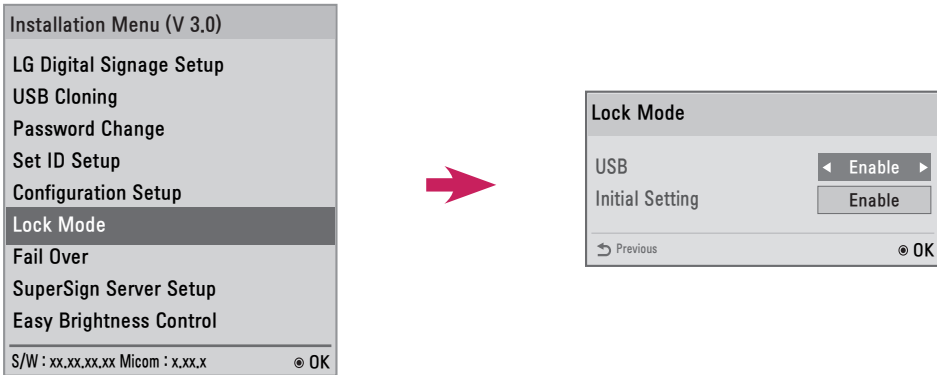 Installation Menu (V 3.0)
LG Digital Signage Setup
USB Cloning
Password Change
Set ID Setup
Configuration Setup
Lock Mode
Fail Over
SuperSign Server Setup
Easy Brightness Control
S/W : xx.xx.xx.xx Micom : x.xx.x ◉ OK
Lock Mode
USB ◀ Enable ▶
Initial Setting Enable
Previous ◉ OK